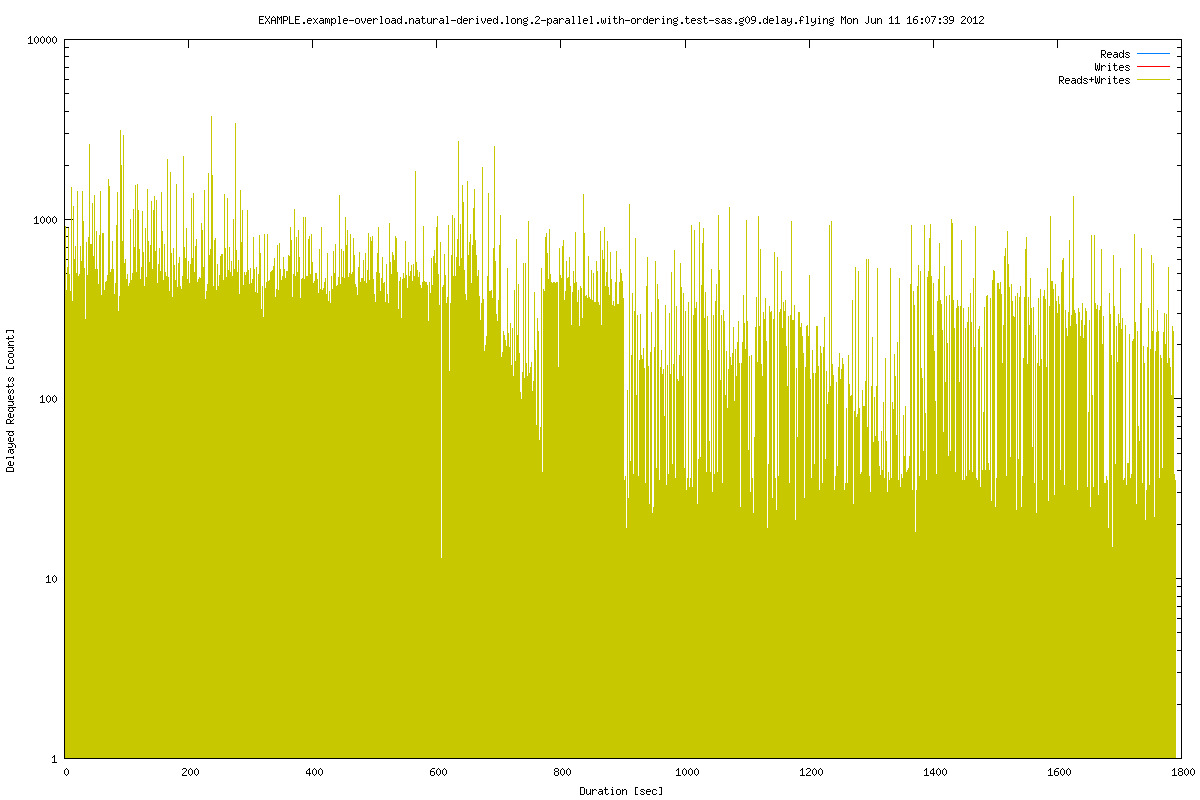 EXAMPLE.example-overload.natural-derived.long.2-parallel.with-ordering.test-sas.g09.delay.flying Mon Jun 11 16:07:39 2012
Reads
Writes
Reads+Writes
Delayed Requests [count]
10000
1000
100
10
1
0 200 400 600 800 1000 1200 1400 1600 1800
Duration [sec]